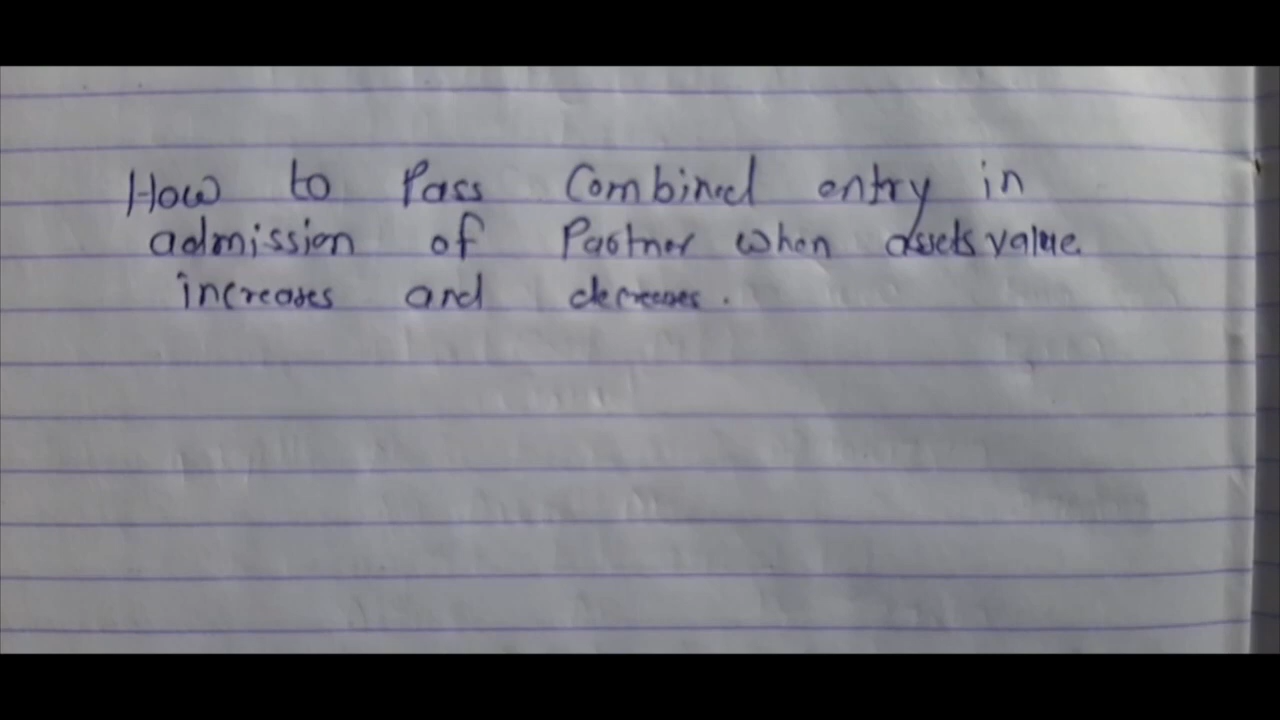 How to Pass Combined entry in
admission of Partner when assets value
increases and decreases.